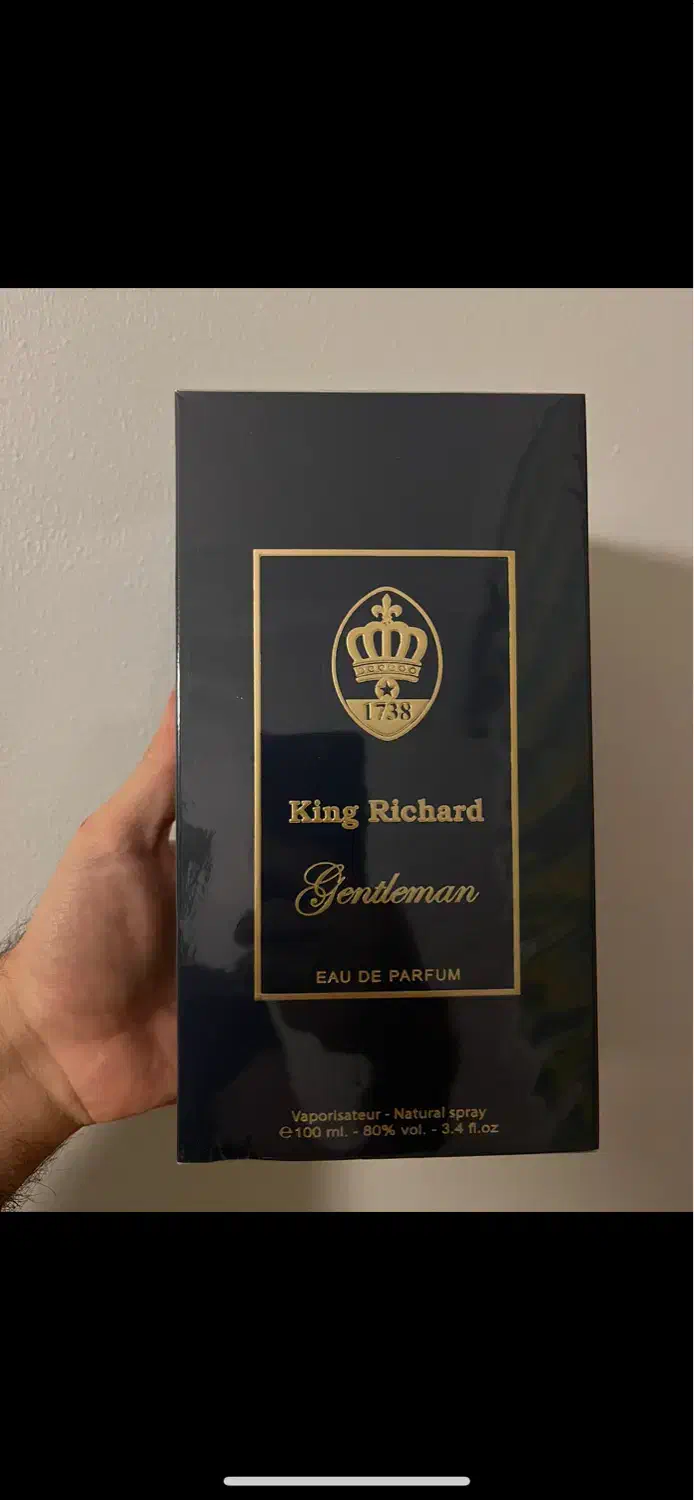 1738
King Richard
Gentleman
EAU DE PARFUM
Vaporisateur - Natural spray
℮100 ml. - 80% vol. - 3.4 fl.oz